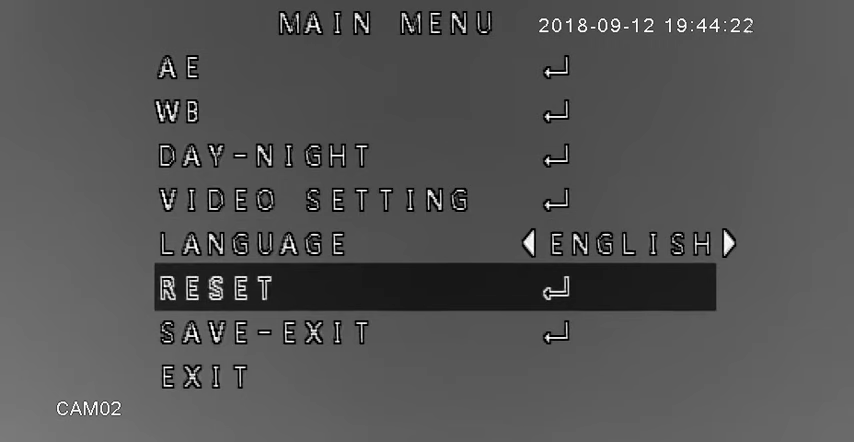 MAIN MENU 2018-09-12 19:44:22
AE
WB
DAY-NIGHT
VIDEO SETTING
LANGUAGE ENGLISH
RESET
SAVE-EXIT
EXIT
CAM02